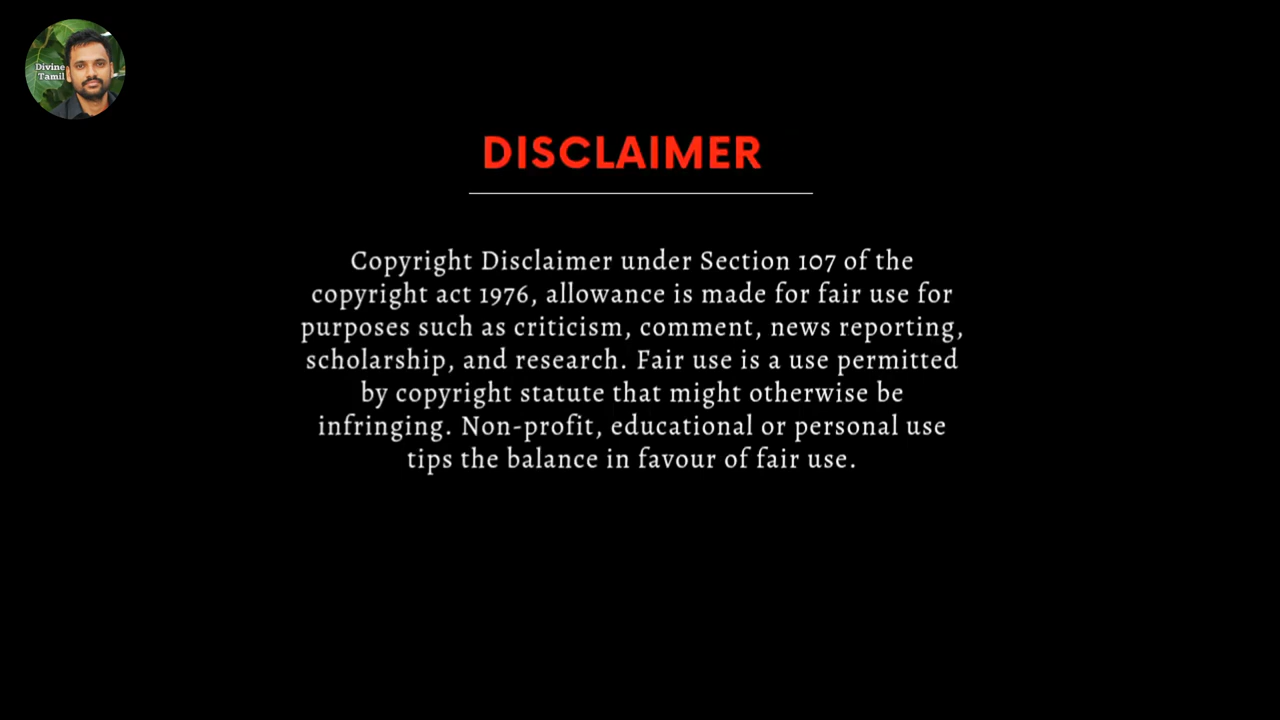 Divine
Tamil
DISCLAIMER
Copyright Disclaimer under Section 107 of the
copyright act 1976, allowance is made for fair use for
purposes such as criticism, comment, news reporting,
scholarship, and research. Fair use is a use permitted
by copyright statute that might otherwise be
infringing. Non-profit, educational or personal use
tips the balance in favour of fair use.